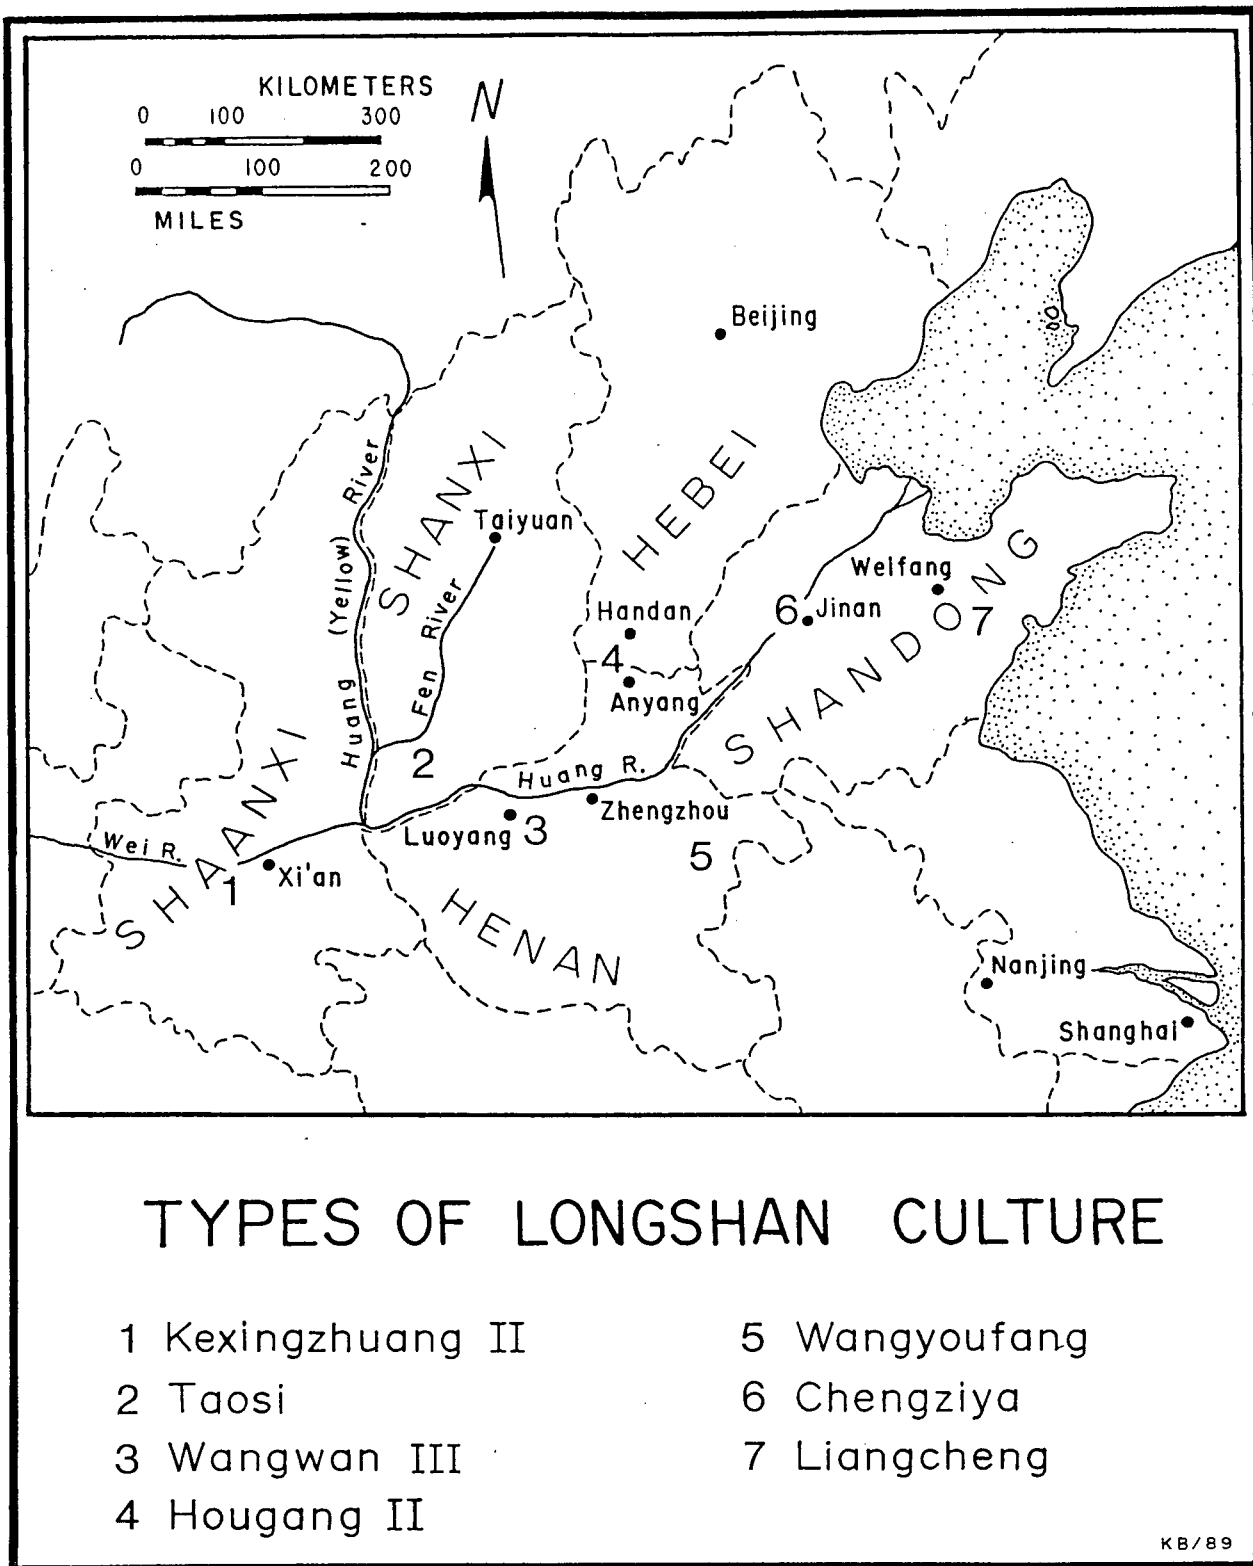 KILOMETERS
0 100 300
0 100 200
MILES
N
Beijing
Huang (Yellow) River
SHANXI
Taiyuan
Fen River
HEBEI
Handan
4
Anyang
6
Jinan
Weifang
7
SHANDONG
2
Huang R.
Zhengzhou
Luoyang
3
5
Wei R.
SHAANXI
1
Xi'an
HENAN
Nanjing
Shanghai
TYPES OF LONGSHAN CULTURE
1 Kexingzhuang II
2 Taosi
3 Wangwan III
4 Hougang II
5 Wangyoufang
6 Chengziya
7 Liangcheng
KB/89